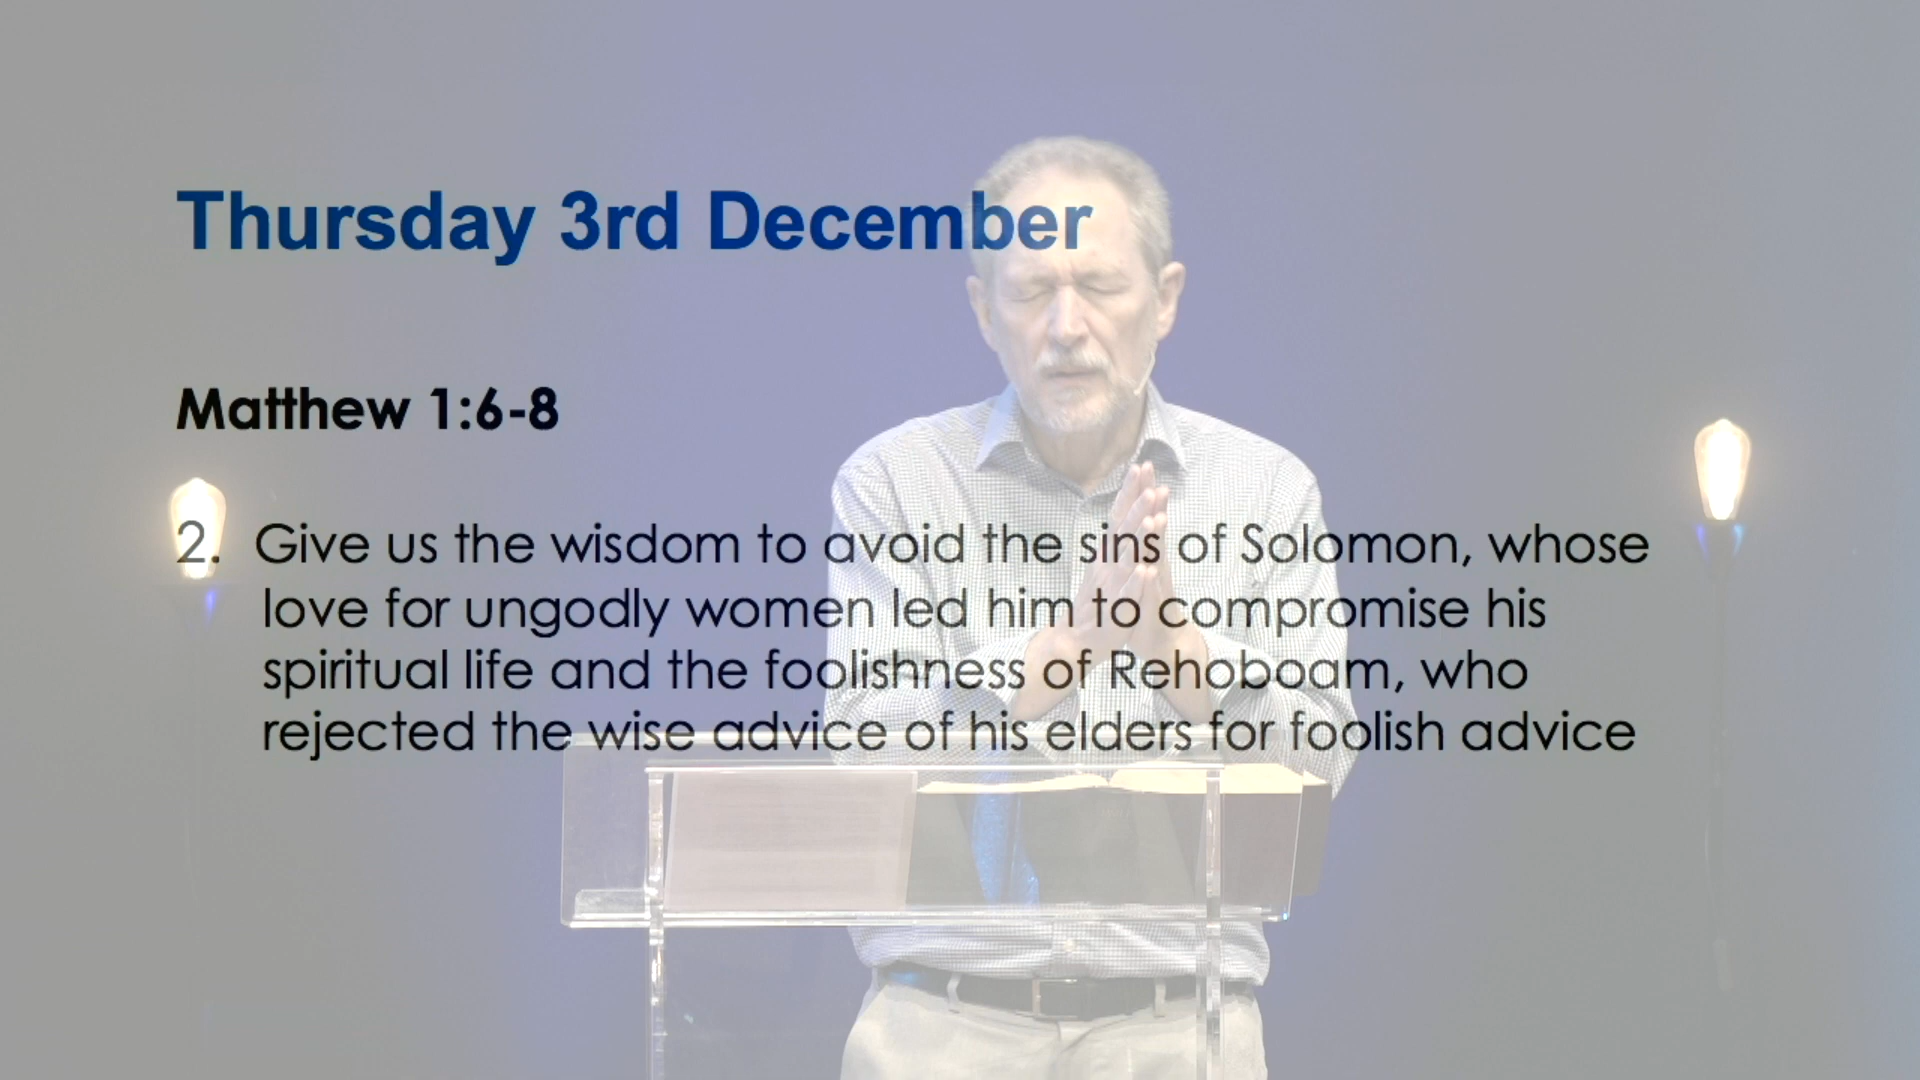 Thursday 3rd December
Matthew 1:6-8
2. Give us the wisdom to avoid the sins of Solomon, whose
love for ungodly women led him to compromise his
spiritual life and the foolishness of Rehoboam, who
rejected the wise advice of his elders for foolish advice